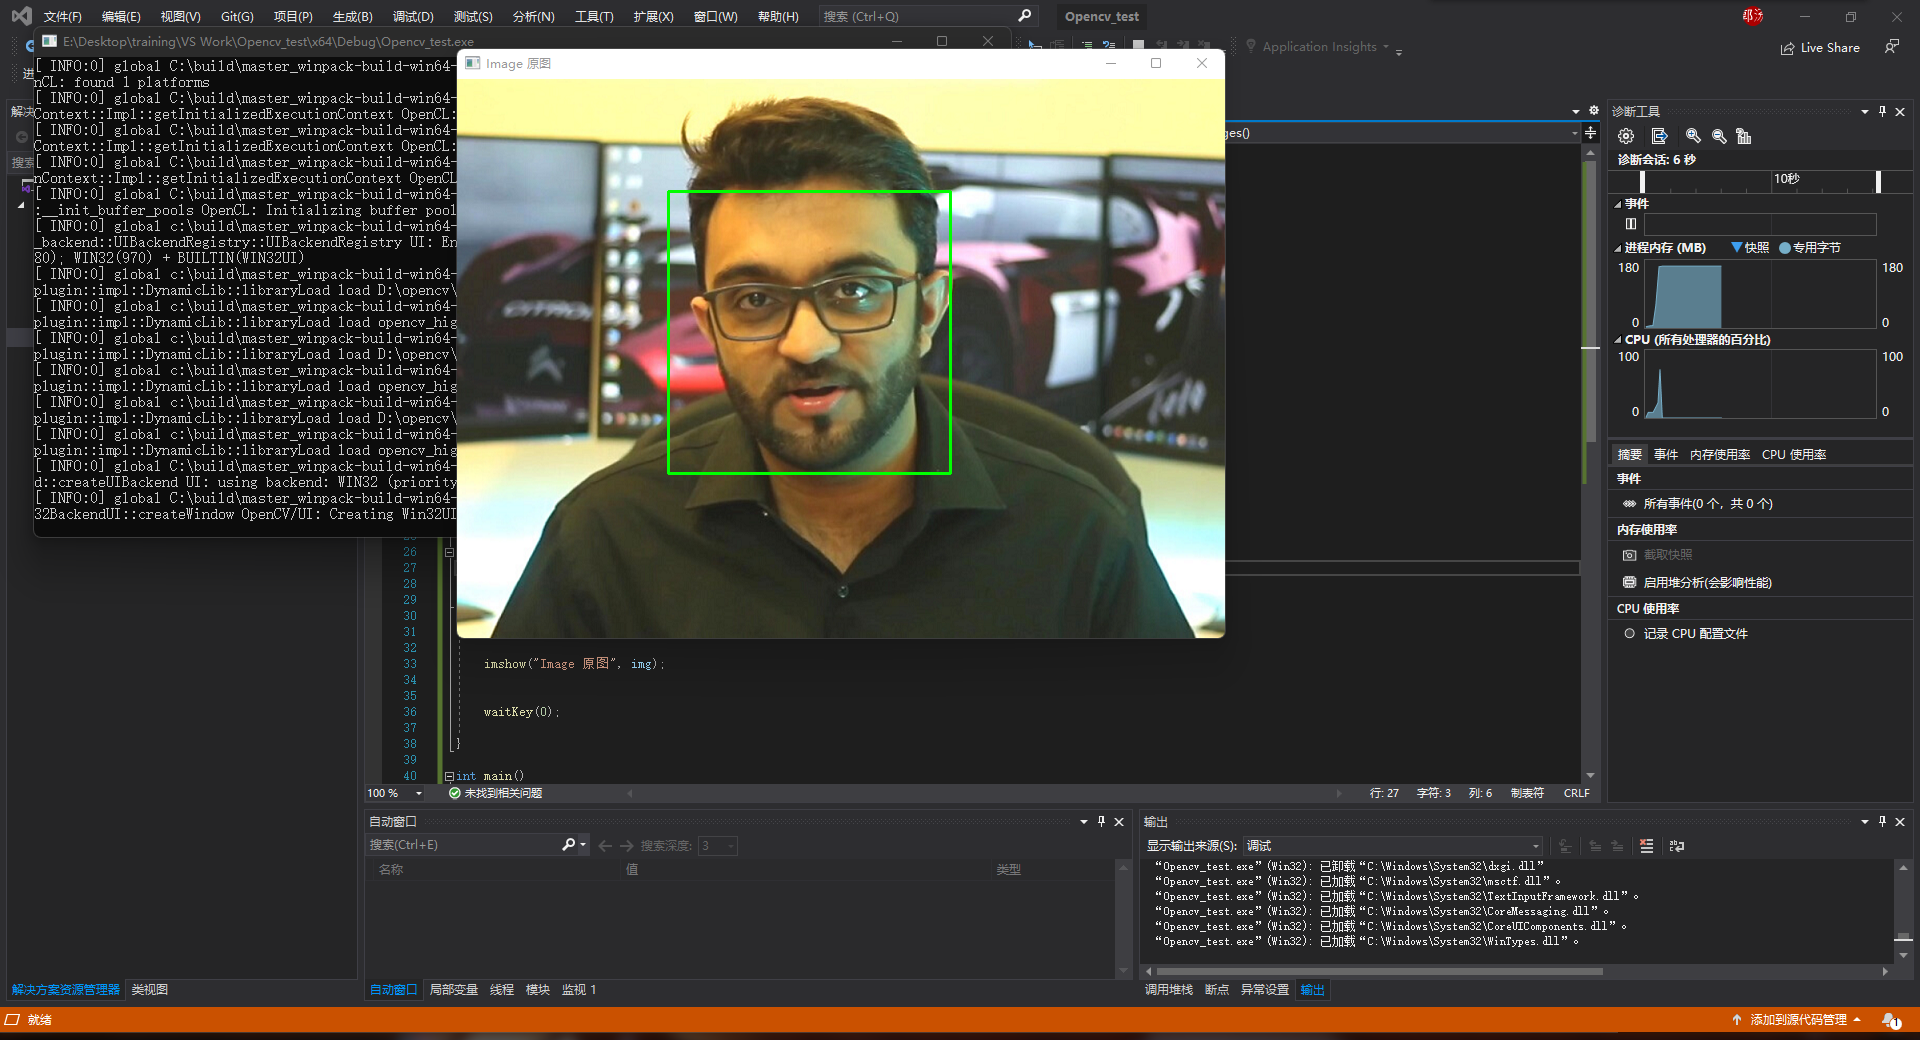 文件(F) 编辑(E) 视图(V) Git(G) 项目(P) 生成(B) 调试(D) 测试(S) 分析(N) 工具(T) 扩展(X) 窗口(W) 帮助(H) 搜索 (Ctrl+Q) Opencv_test
E:\Desktop\training\VS Work\Opencv_test\x64\Debug\Opencv_test.exe
Application Insights
Live Share
Image 原图
[ INFO:0] global C:\build\master_winpack-build-win64-
nCL: found 1 platforms
[ INFO:0] global C:\build\master_winpack-build-win64-
Context::Impl::getInitializedExecutionContext OpenCL:
[ INFO:0] global C:\build\master_winpack-build-win64-
Context::Impl::getInitializedExecutionContext OpenCL:
[ INFO:0] global C:\build\master_winpack-build-win64-
nContext::Impl::getInitializedExecutionContext OpenCL
[ INFO:0] global C:\build\master_winpack-build-win64-
:__init_buffer_pools OpenCL: Initializing buffer pool
[ INFO:0] global c:\build\master_winpack-build-win64-
_backend::UIBackendRegistry::UIBackendRegistry UI: En
80); WIN32(970) + BUILTIN(WIN32UI)
[ INFO:0] global c:\build\master_winpack-build-win64-
plugin::impl::DynamicLib::libraryLoad load D:\opencv\
[ INFO:0] global c:\build\master_winpack-build-win64-
plugin::impl::DynamicLib::libraryLoad load opencv_hig
[ INFO:0] global c:\build\master_winpack-build-win64-
plugin::impl::DynamicLib::libraryLoad load D:\opencv\
[ INFO:0] global c:\build\master_winpack-build-win64-
plugin::impl::DynamicLib::libraryLoad load opencv_hig
[ INFO:0] global c:\build\master_winpack-build-win64-
plugin::impl::DynamicLib::libraryLoad load D:\opencv\
[ INFO:0] global c:\build\master_winpack-build-win64-
plugin::impl::DynamicLib::libraryLoad load opencv_hig
[ INFO:0] global C:\build\master_winpack-build-win64-
d::createUIBackend UI: using backend: WIN32 (priority
[ INFO:0] global C:\build\master_winpack-build-win64-
32BackendUI::createWindow OpenCV/UI: Creating Win32UI
CITROËN
ges()
26
27
28
29
30
31
32
33 imshow("Image 原图", img);
34
35
36 waitKey(0);
37
38 }
39
40 int main()
100 % 未找到相关问题 行: 27 字符: 3 列: 6 制表符 CRLF
诊断工具
诊断会话: 6 秒
10秒
事件
进程内存 (MB) 快照 专用字节
180 180
0 0
CPU (所有处理器的百分比)
100 100
0 0
摘要 事件 内存使用率 CPU 使用率
事件
所有事件(0 个，共 0 个)
内存使用率
截取快照
启用堆分析(会影响性能)
CPU 使用率
记录 CPU 配置文件
自动窗口
搜索(Ctrl+E) 搜索深度: 3
名称 值 类型
自动窗口 局部变量 线程 模块 监视 1
输出
显示输出来源(S): 调试
“Opencv_test.exe”(Win32): 已卸载“C:\Windows\System32\dxgi.dll”
“Opencv_test.exe”(Win32): 已加载“C:\Windows\System32\msctf.dll”。
“Opencv_test.exe”(Win32): 已加载“C:\Windows\System32\TextInputFramework.dll”。
“Opencv_test.exe”(Win32): 已加载“C:\Windows\System32\CoreMessaging.dll”。
“Opencv_test.exe”(Win32): 已加载“C:\Windows\System32\CoreUIComponents.dll”。
“Opencv_test.exe”(Win32): 已加载“C:\Windows\System32\WinTypes.dll”。
调用堆栈 断点 异常设置 输出
解决方案资源管理器 类视图
就绪 添加到源代码管理 1